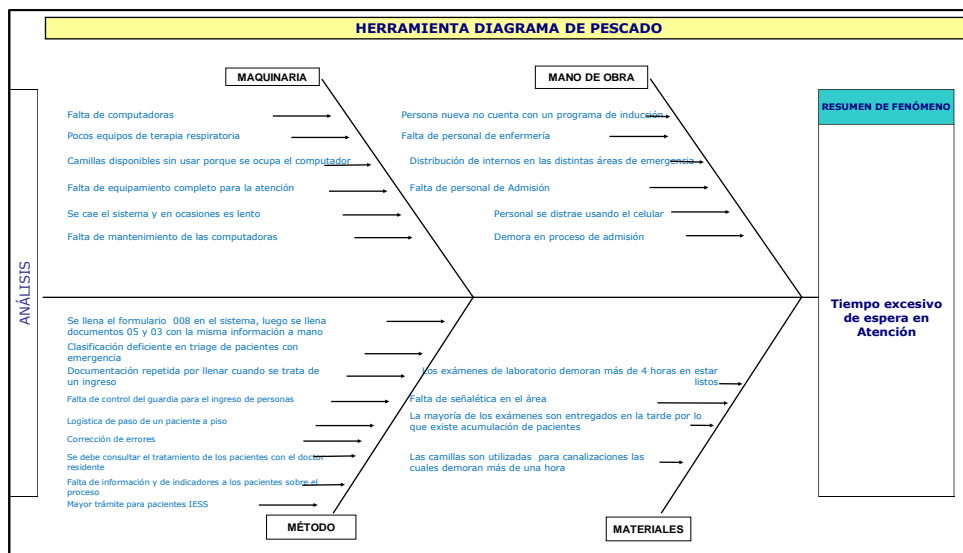 HERRAMIENTA DIAGRAMA DE PESCADO
MAQUINARIA
MANO DE OBRA
ANÁLISIS
Falta de computadoras
Pocos equipos de terapia respiratoria
Camillas disponibles sin usar porque se ocupa el computador
Falta de equipamiento completo para la atención
Se cae el sistema y en ocasiones es lento
Falta de mantenimiento de las computadoras
Persona nueva no cuenta con un programa de inducción
Falta de personal de enfermería
Distribución de internos en las distintas áreas de emergencia
Falta de personal de Admisión
Personal se distrae usando el celular
Demora en proceso de admisión
RESUMEN DE FENÓMENO
Tiempo excesivo
de espera en
Atención
Se llena el formulario 008 en el sistema, luego se llena
documentos 05 y 03 con la misma información a mano
Clasificación deficiente en triage de pacientes con
emergencia
Documentación repetida por llenar cuando se trata de
un ingreso
Falta de control del guardia para el ingreso de personas
Logística de paso de un paciente a piso
Corrección de errores
Se debe consultar el tratamiento de los pacientes con el doctor
residente
Falta de información y de indicadores a los pacientes sobre el
proceso
Mayor trámite para pacientes IESS
Los exámenes de laboratorio demoran más de 4 horas en estar
listos
Falta de señalética en el área
La mayoría de los exámenes son entregados en la tarde por lo
que existe acumulación de pacientes
Las camillas son utilizadas para canalizaciones las
cuales demoran más de una hora
MÉTODO
MATERIALES